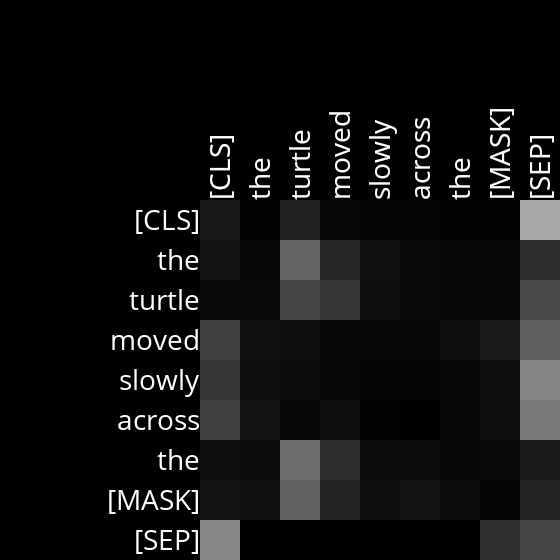 [CLS] the turtle moved slowly across the [MASK] [SEP]
[CLS]
the
turtle
moved
slowly
across
the
[MASK]
[SEP]